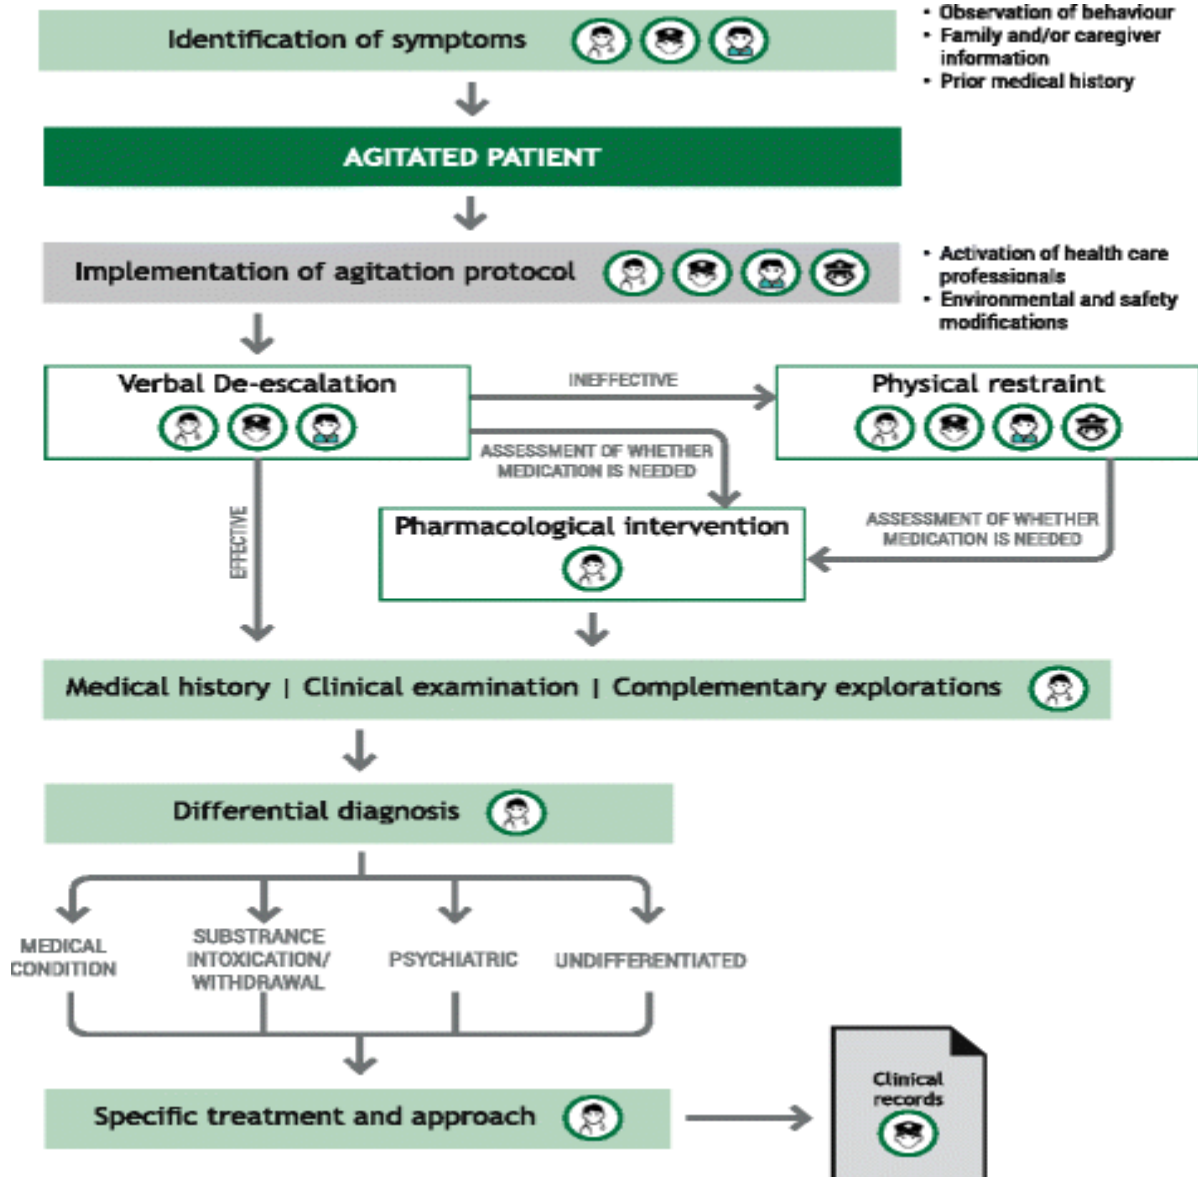 Identification of symptoms
• Observation of behaviour
• Family and/or caregiver
information
• Prior medical history
AGITATED PATIENT
Implementation of agitation protocol
• Activation of health care
professionals
• Environmental and safety
modifications
Verbal De-escalation
INEFFECTIVE
Physical restraint
ASSESSMENT OF WHETHER
MEDICATION IS NEEDED
EFFECTIVE
Pharmacological intervention
ASSESSMENT OF WHETHER
MEDICATION IS NEEDED
Medical history | Clinical examination | Complementary explorations
Differential diagnosis
MEDICAL
CONDITION
SUBSTRANCE
INTOXICATION/
WITHDRAWAL
PSYCHIATRIC
UNDIFFERENTIATED
Specific treatment and approach
Clinical
records